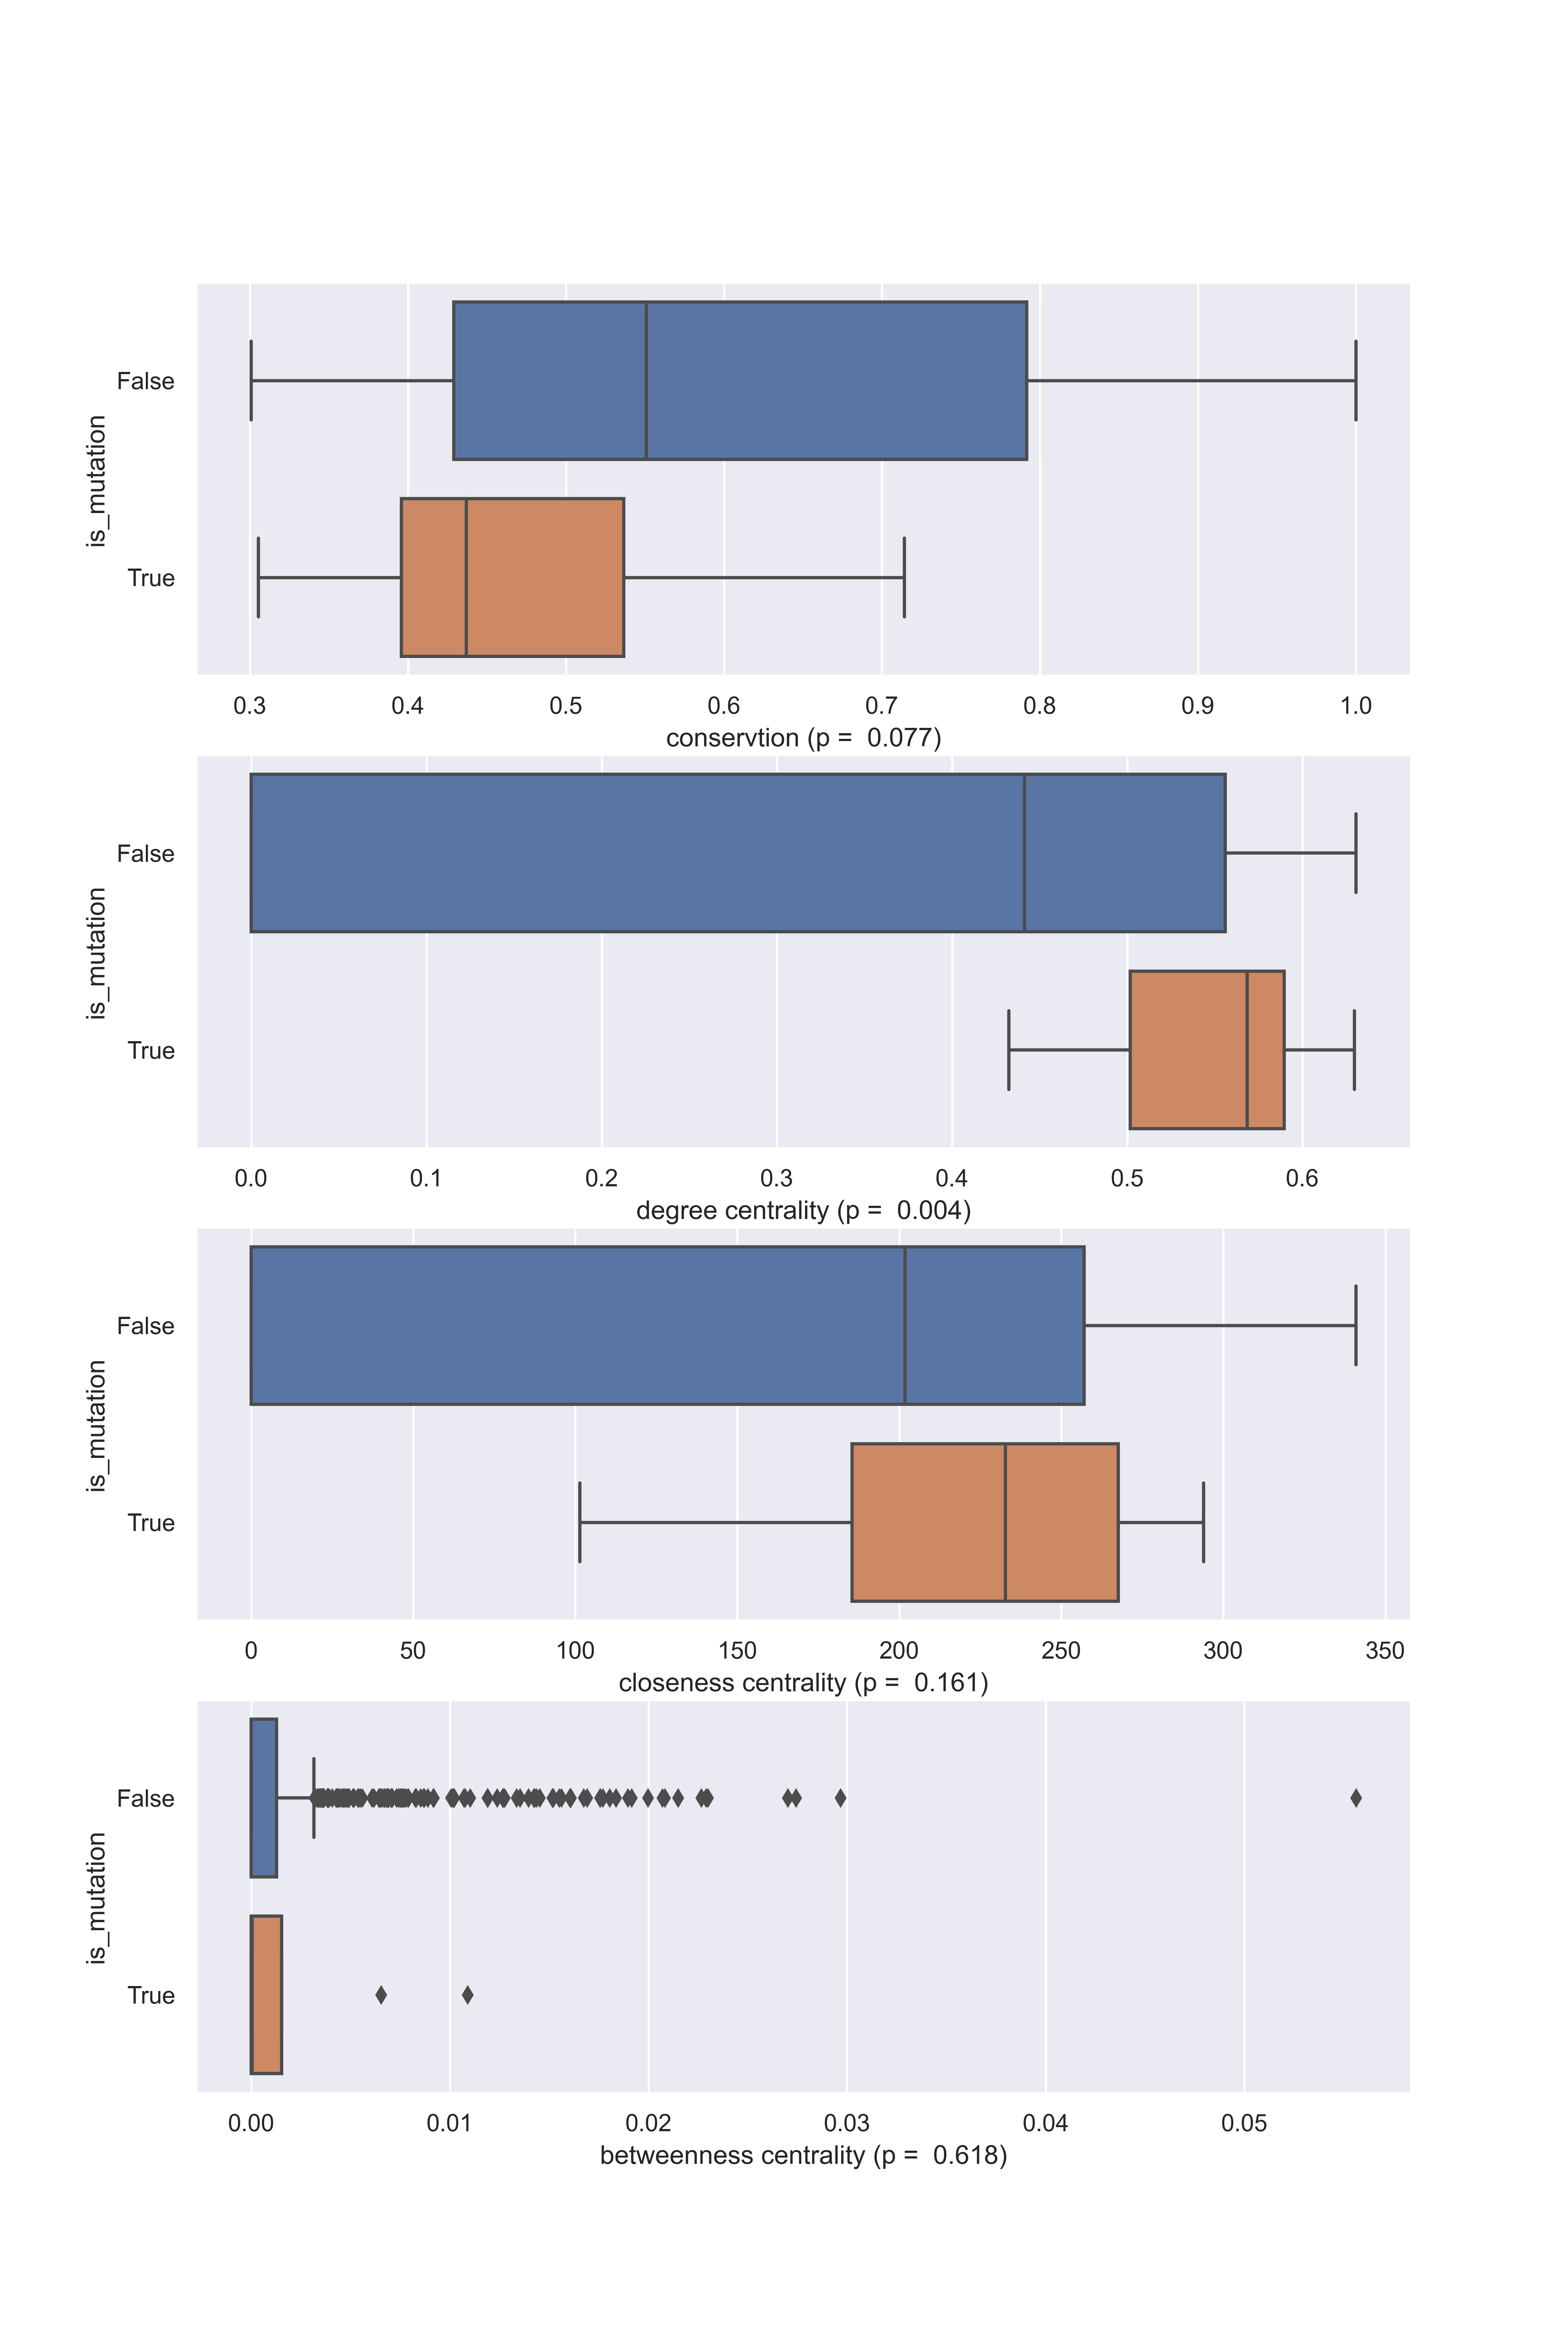 False
True
is_mutation
0.3 0.4 0.5 0.6 0.7 0.8 0.9 1.0
conservtion (p =  0.077)
False
True
is_mutation
0.0 0.1 0.2 0.3 0.4 0.5 0.6
degree centrality (p =  0.004)
False
True
is_mutation
0 50 100 150 200 250 300 350
closeness centrality (p =  0.161)
False
True
is_mutation
0.00 0.01 0.02 0.03 0.04 0.05
betweenness centrality (p =  0.618)